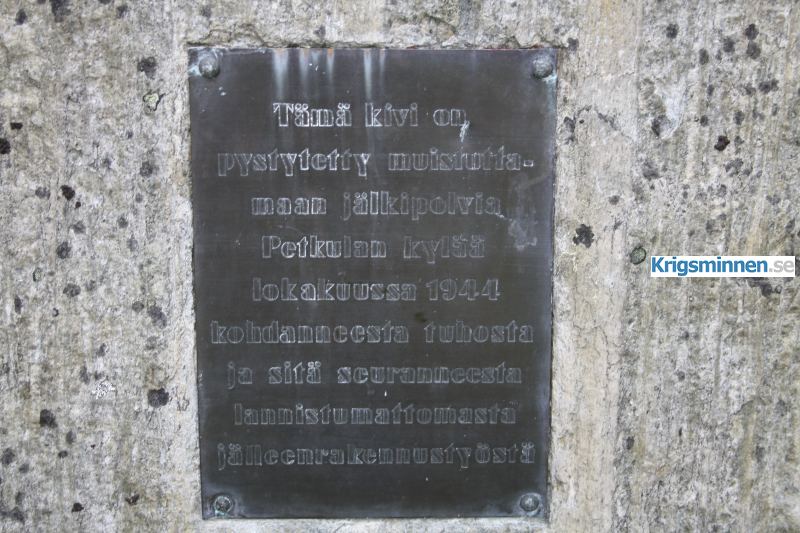 Tämä kivi on
pystytetty muistutta-
maan jälkipolvia
Petkulan kylää
lokakuussa 1944
kohdanneesta tuhosta
ja sitä seuranneesta
lannistumattomasta
jälleenrakennustyöstä
Krigsminnen.se